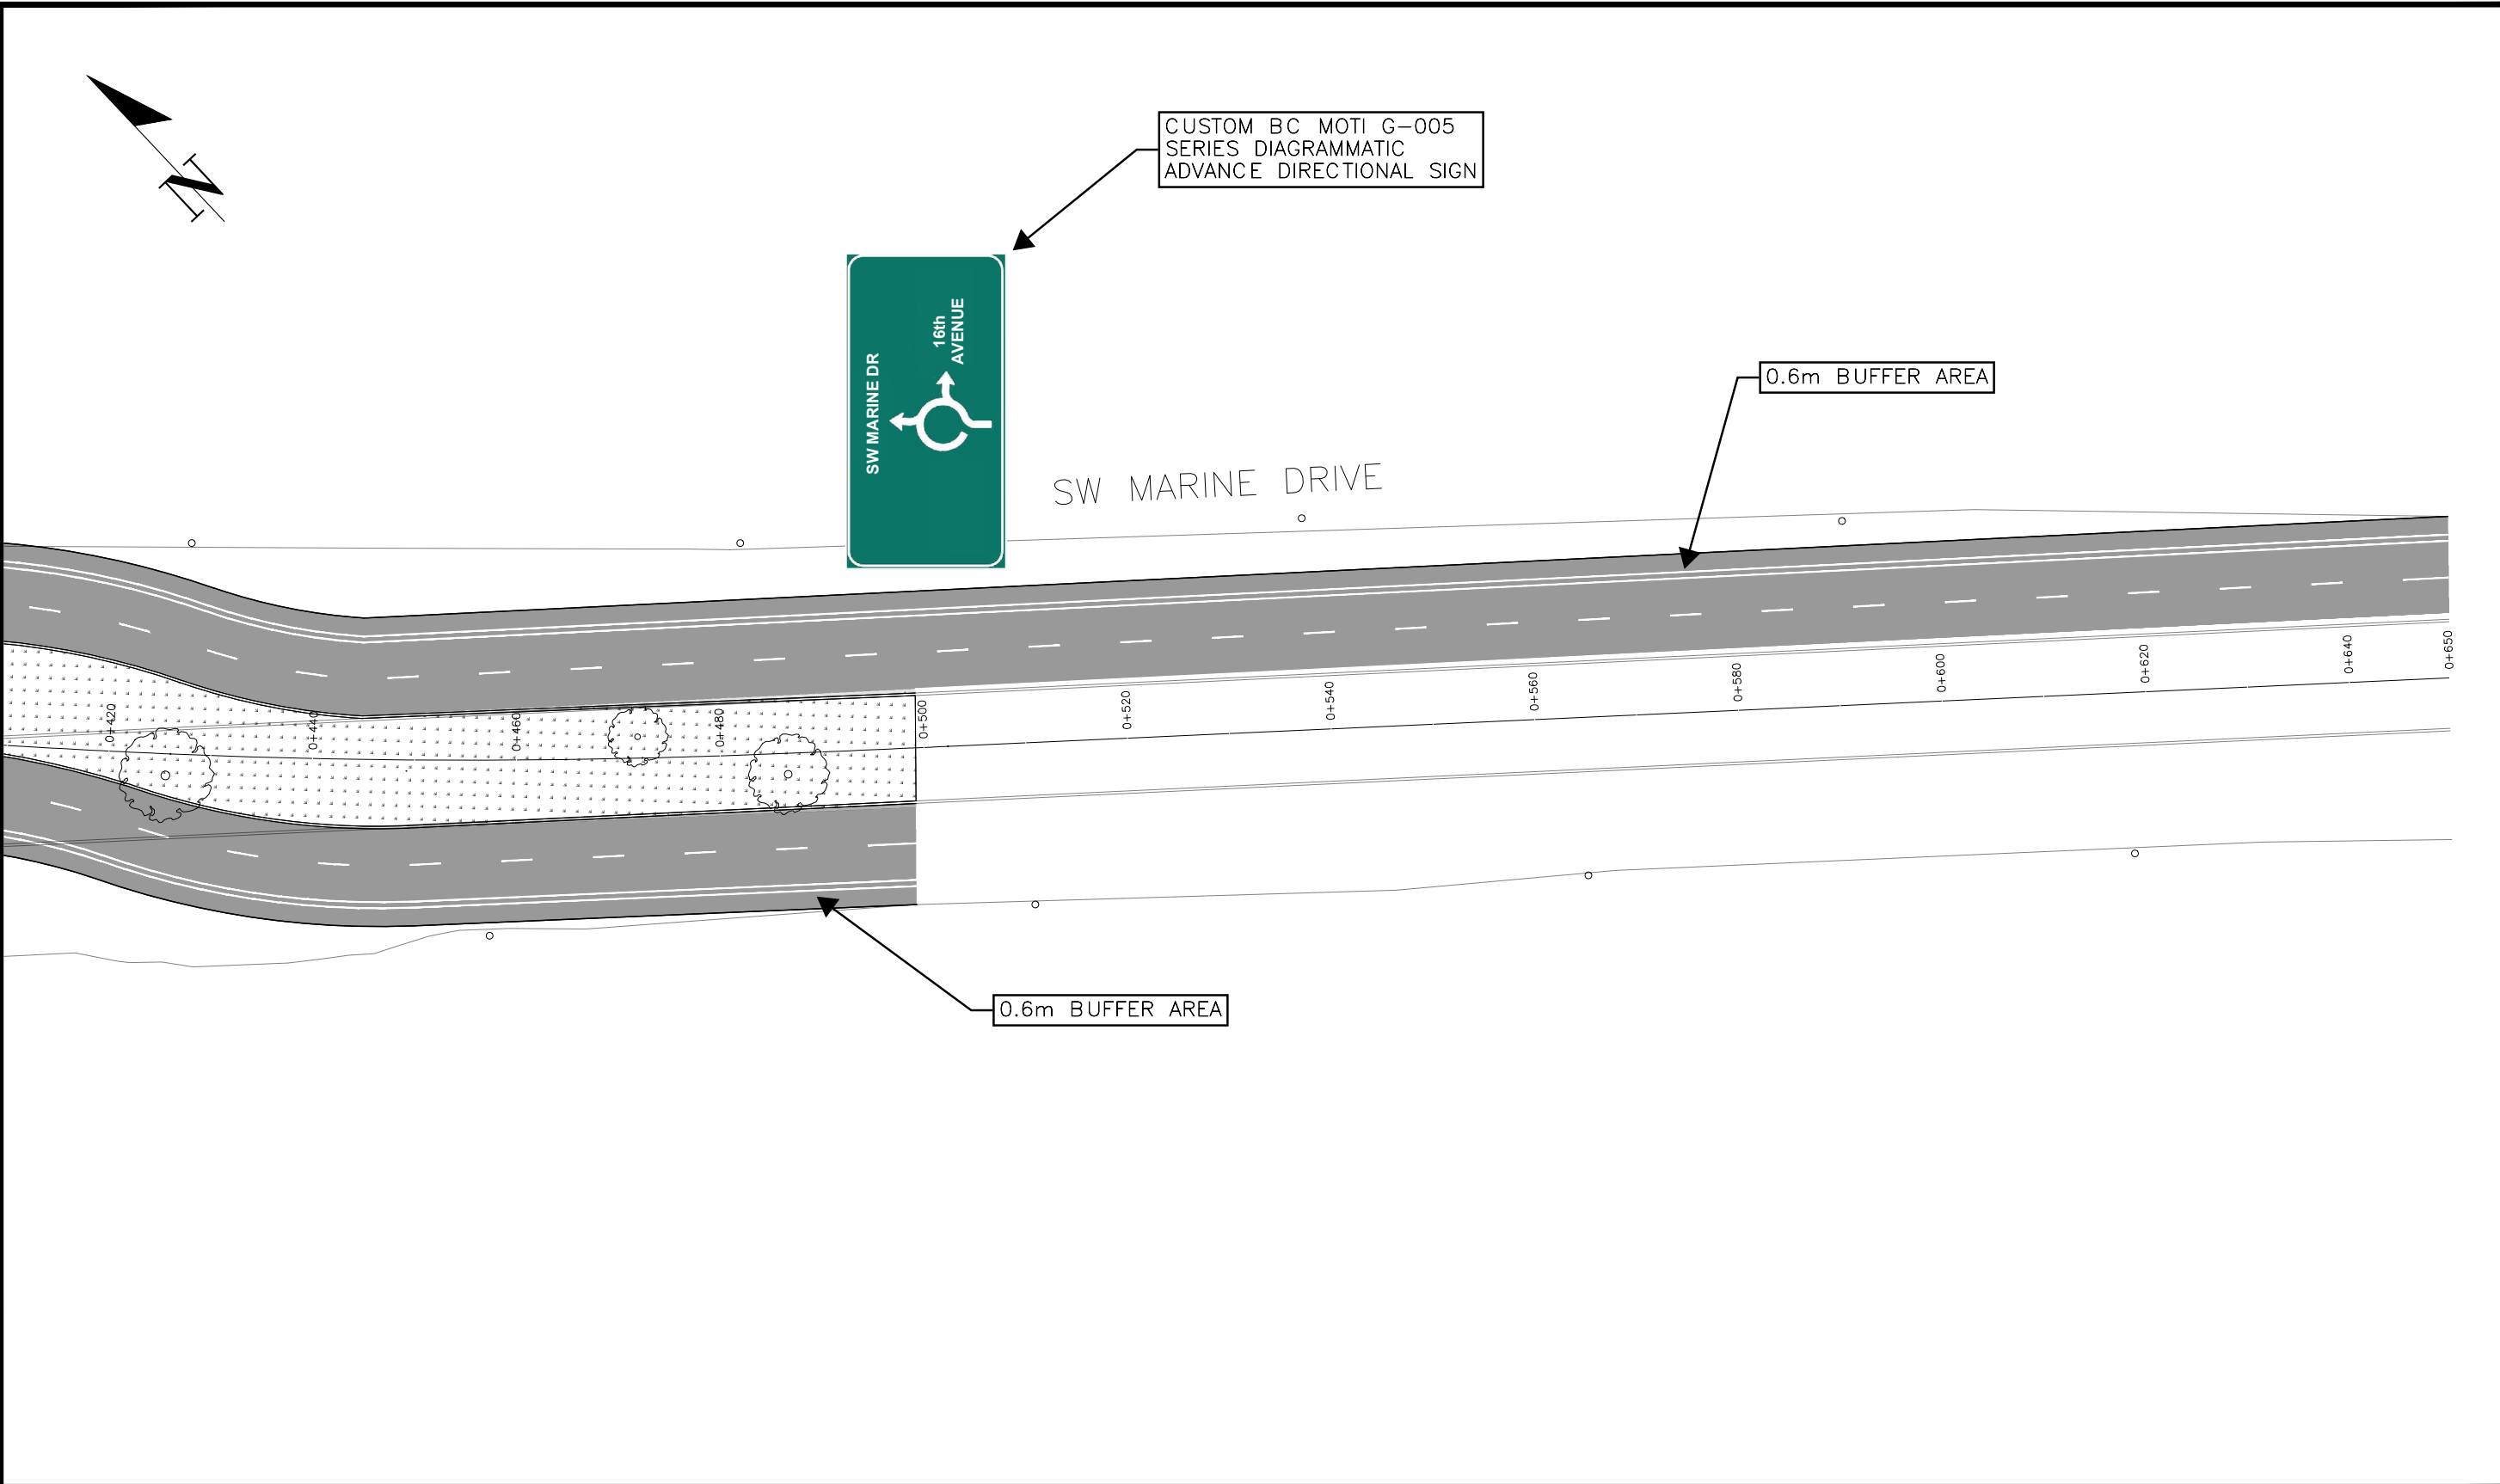 N
CUSTOM BC MOTI G-005
SERIES DIAGRAMMATIC
ADVANCE DIRECTIONAL SIGN
SW MARINE DR
16th
AVENUE
0.6m BUFFER AREA
SW MARINE DRIVE
0+420
0+440
0+460
0+480
0+500
0+520
0+540
0+560
0+580
0+600
0+620
0+640
0+650
0.6m BUFFER AREA